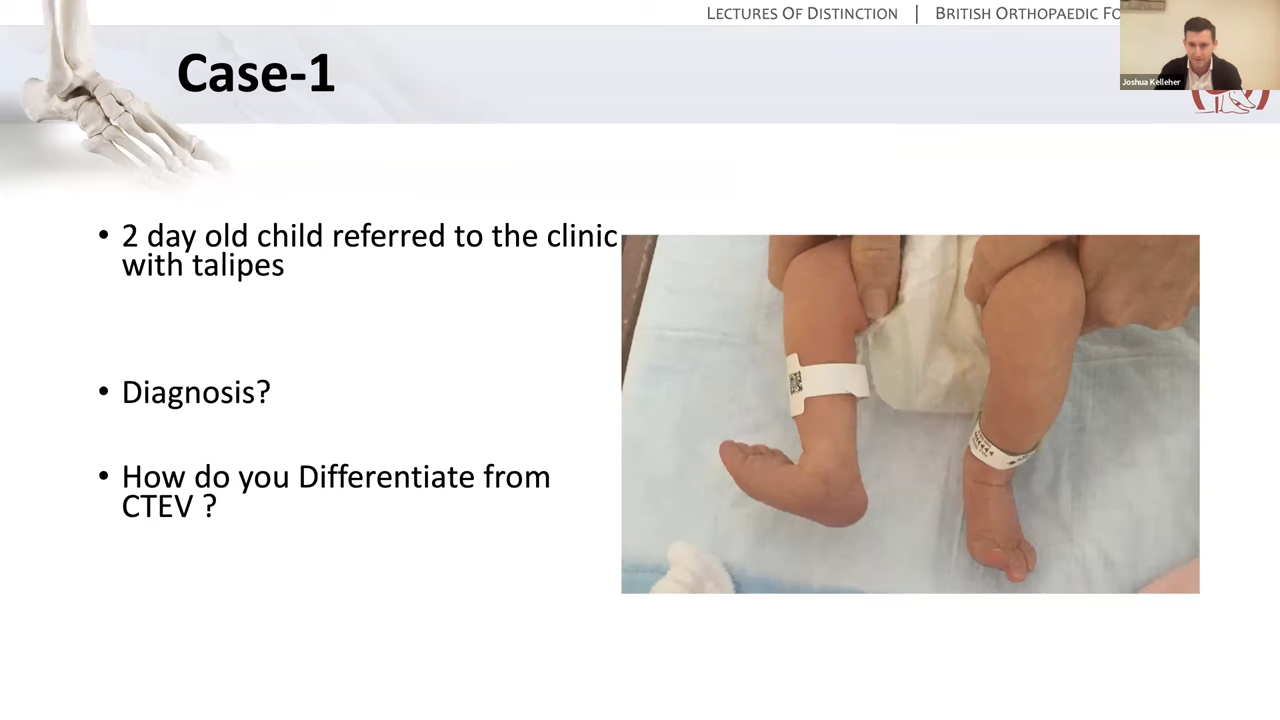 LECTURES OF DISTINCTION | BRITISH ORTHOPAEDIC FO
Joshua Kelleher
Case-1
• 2 day old child referred to the clinic
with talipes
• Diagnosis?
• How do you Differentiate from
CTEV ?